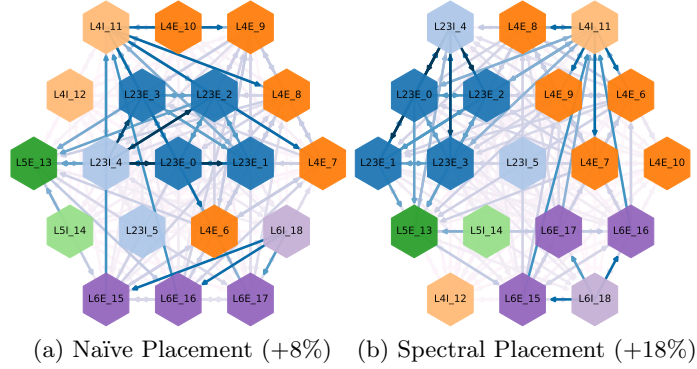 L4I_11 L4E_10 L4E_9
L4I_12 L23E_3 L23E_2 L4E_8
L5E_13 L23I_4 L23E_0 L23E_1 L4E_7
L5I_14 L23I_5 L4E_6 L6I_18
L6E_15 L6E_16 L6E_17
(a) Naïve Placement (+8%)
L23I_4 L4E_8 L4I_11
L23E_0 L23E_2 L4E_9 L4E_6
L23E_1 L23E_3 L23I_5 L4E_7 L4E_10
L5E_13 L5I_14 L6E_17 L6E_16
L4I_12 L6E_15 L6I_18
(b) Spectral Placement (+18%)